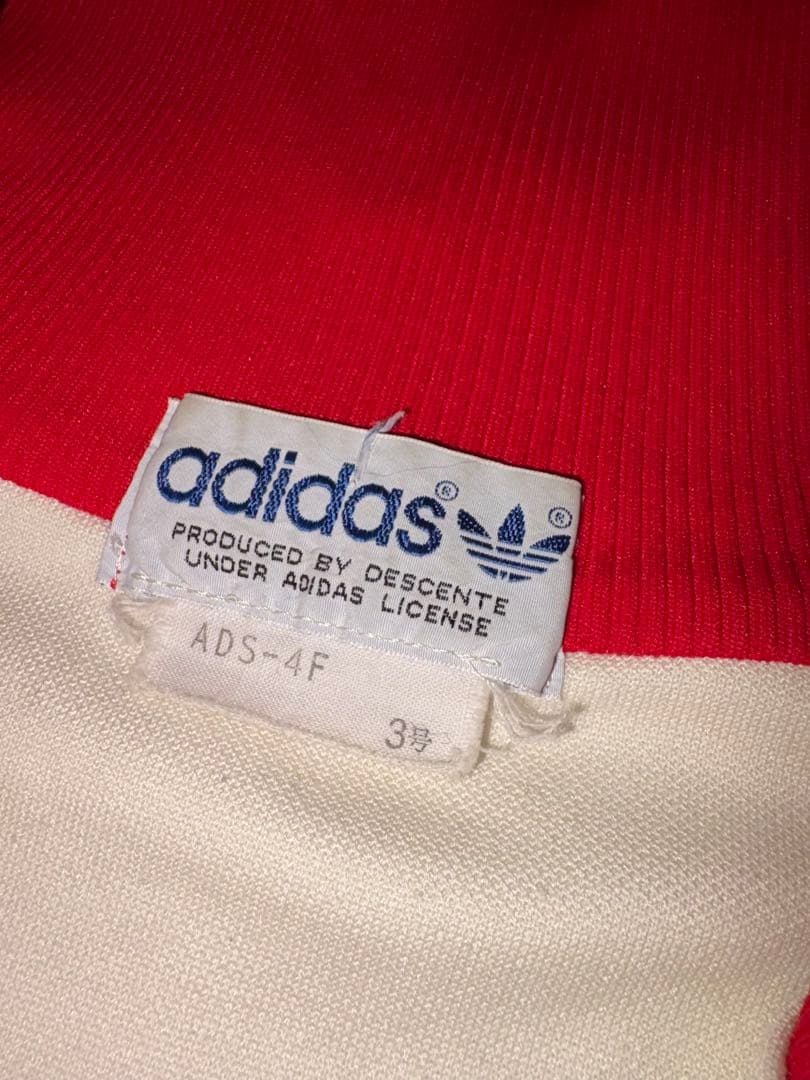 adidas®
®
PRODUCED BY DESCENTE
UNDER ADIDAS LICENSE
ADS-4F
3号